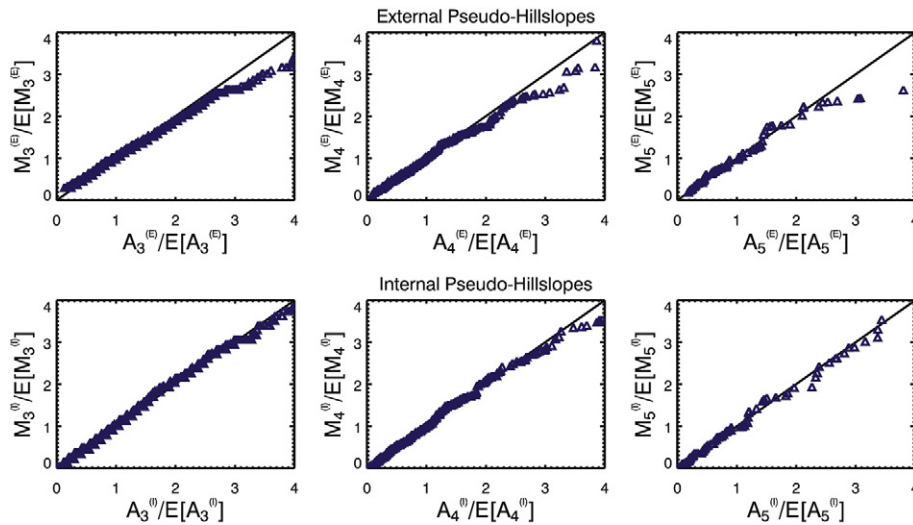 External Pseudo-Hillslopes
4
3
2
1
0
M₃⁽ᴱ⁾/E[M₃⁽ᴱ⁾]
0 1 2 3 4
A₃⁽ᴱ⁾/E[A₃⁽ᴱ⁾]
4
3
2
1
0
M₄⁽ᴱ⁾/E[M₄⁽ᴱ⁾]
0 1 2 3 4
A₄⁽ᴱ⁾/E[A₄⁽ᴱ⁾]
4
3
2
1
0
M₅⁽ᴱ⁾/E[M₅⁽ᴱ⁾]
0 1 2 3 4
A₅⁽ᴱ⁾/E[A₅⁽ᴱ⁾]
Internal Pseudo-Hillslopes
4
3
2
1
0
M₃⁽ᴵ⁾/E[M₃⁽ᴵ⁾]
0 1 2 3 4
A₃⁽ᴵ⁾/E[A₃⁽ᴵ⁾]
4
3
2
1
0
M₄⁽ᴵ⁾/E[M₄⁽ᴵ⁾]
0 1 2 3 4
A₄⁽ᴵ⁾/E[A₄⁽ᴵ⁾]
4
3
2
1
0
M₅⁽ᴵ⁾/E[M₅⁽ᴵ⁾]
0 1 2 3 4
A₅⁽ᴵ⁾/E[A₅⁽ᴵ⁾]